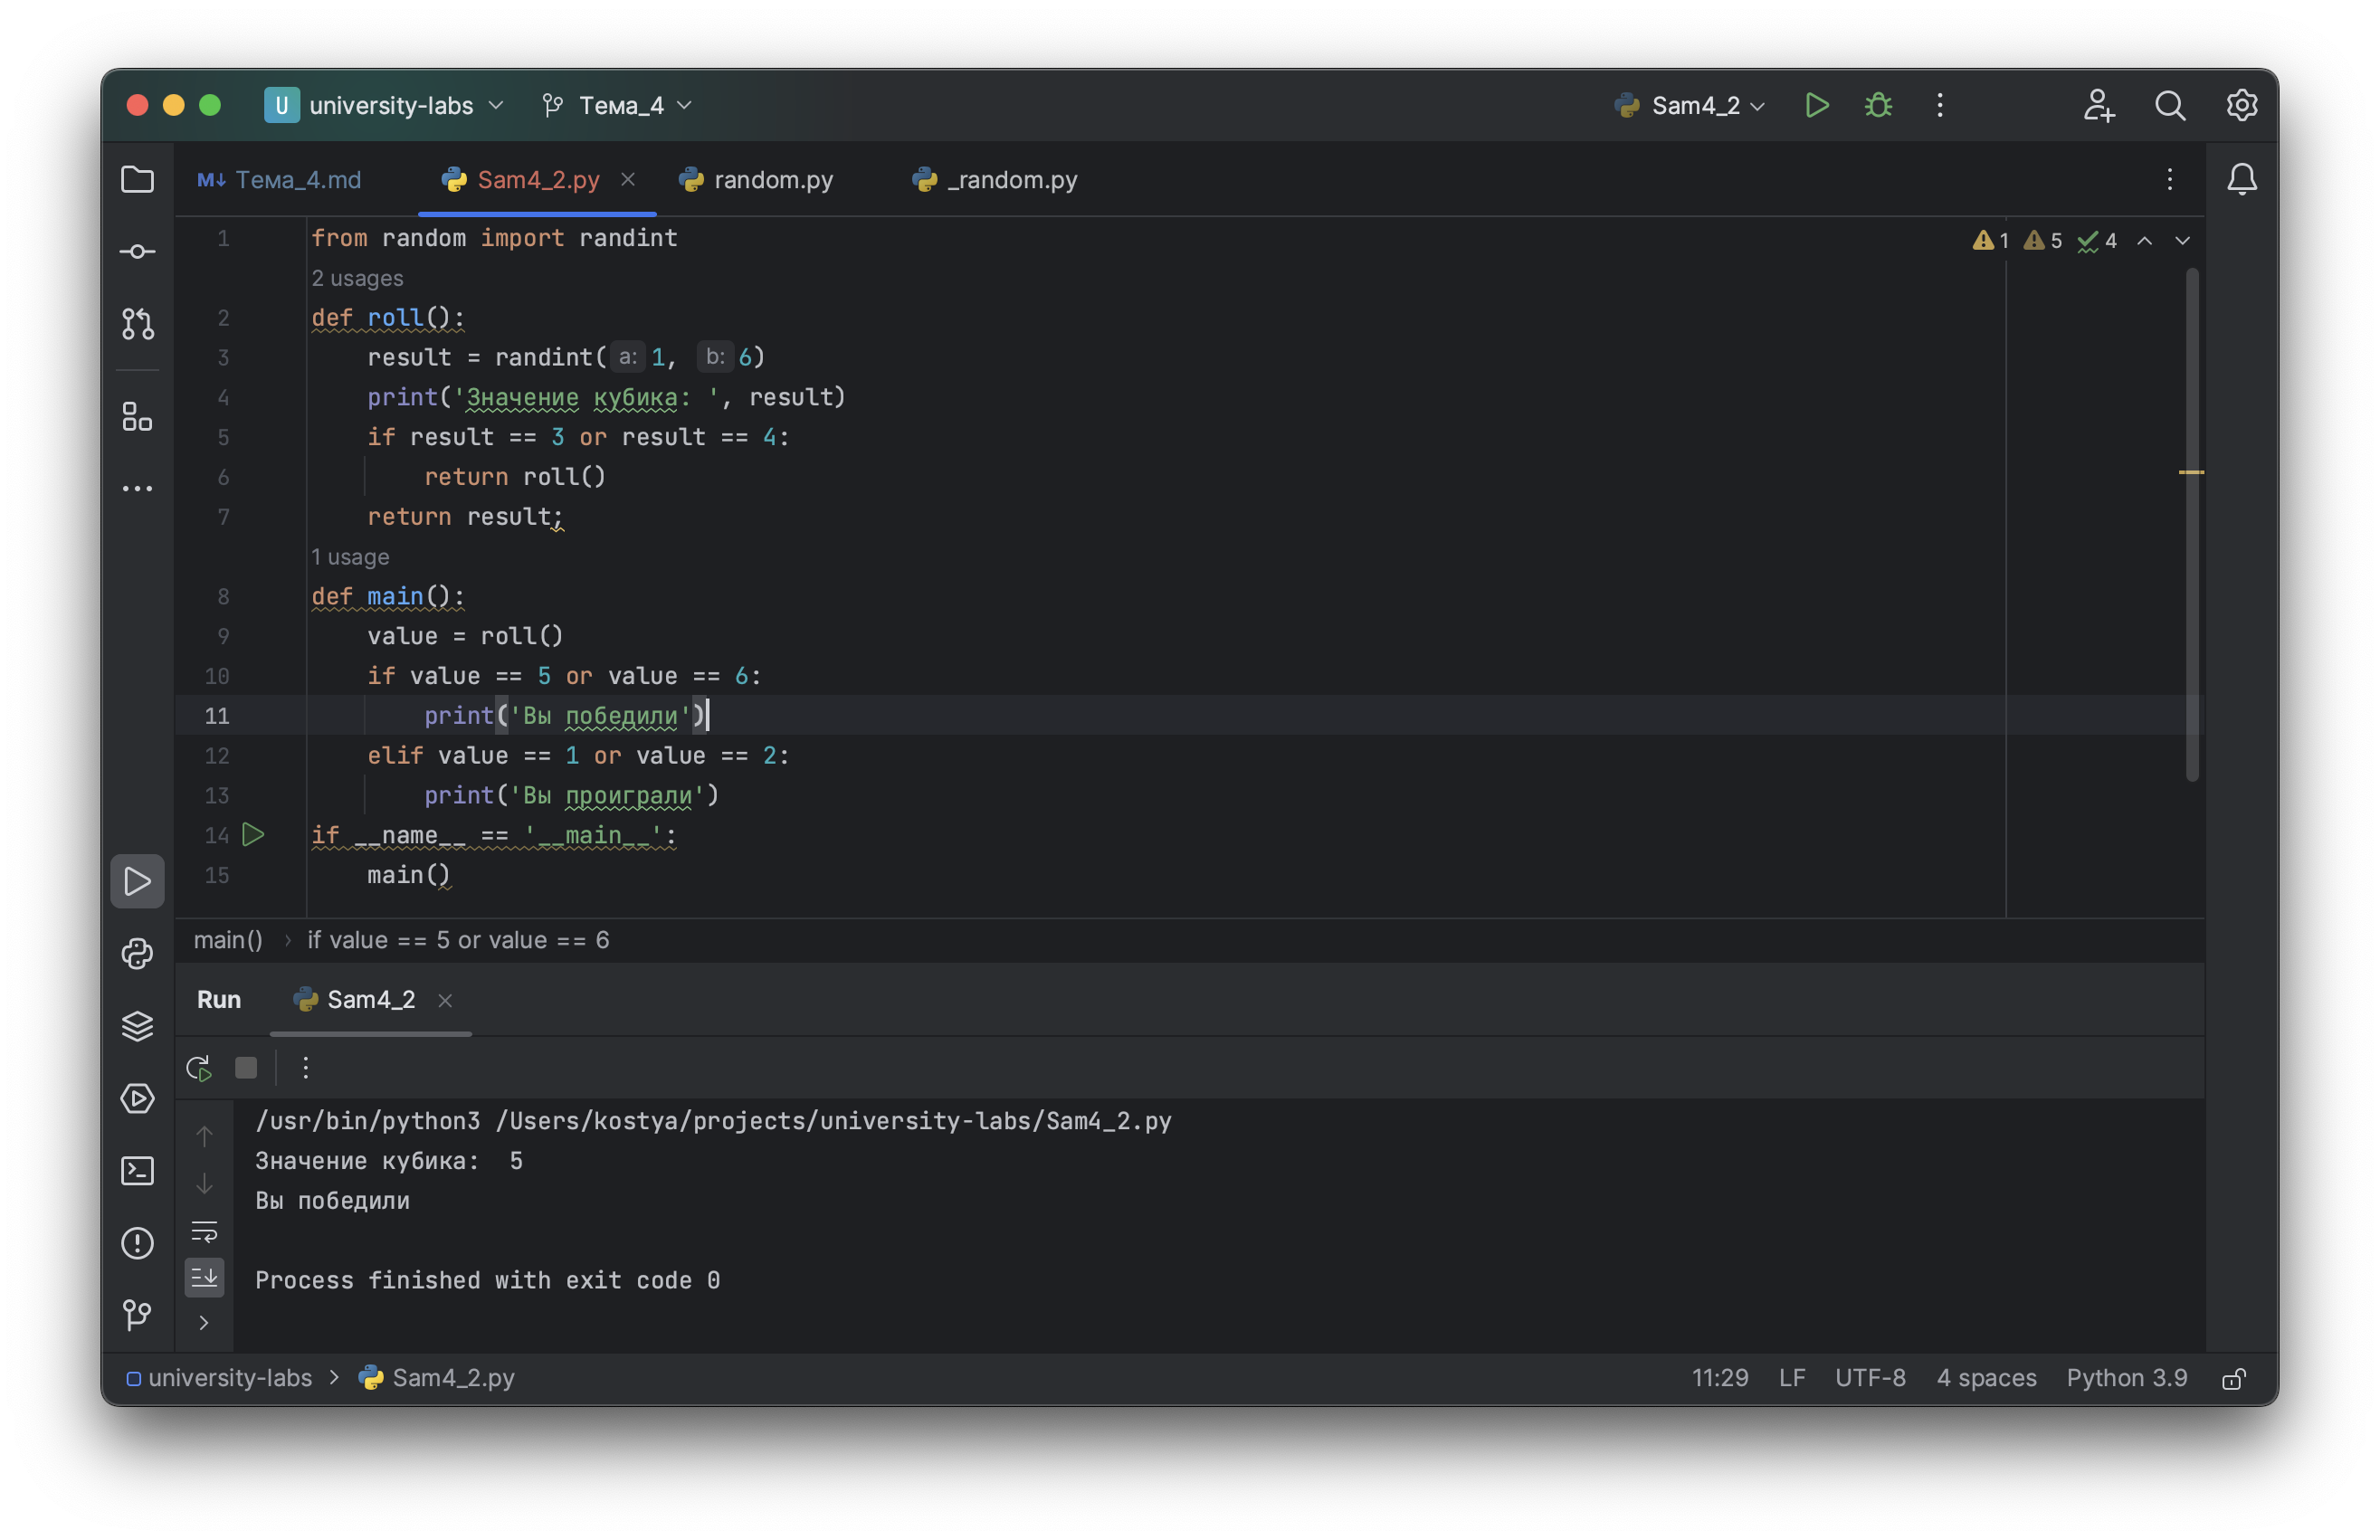 U university-labs Тема_4 Sam4_2
Тема_4.md Sam4_2.py random.py _random.py
1 from random import randint 1 5 4
2 usages
2 def roll():
3 result = randint( a: 1, b: 6)
4 print('Значение кубика: ', result)
5 if result == 3 or result == 4:
6 return roll()
7 return result;
1 usage
8 def main():
9 value = roll()
10 if value == 5 or value == 6:
11 print('Вы победили')
12 elif value == 1 or value == 2:
13 print('Вы проиграли')
14 if __name__ == '__main__':
15 main()
main() › if value == 5 or value == 6
Run Sam4_2
/usr/bin/python3 /Users/kostya/projects/university-labs/Sam4_2.py
Значение кубика:  5
Вы победили
Process finished with exit code 0
university-labs › Sam4_2.py 11:29 LF UTF-8 4 spaces Python 3.9